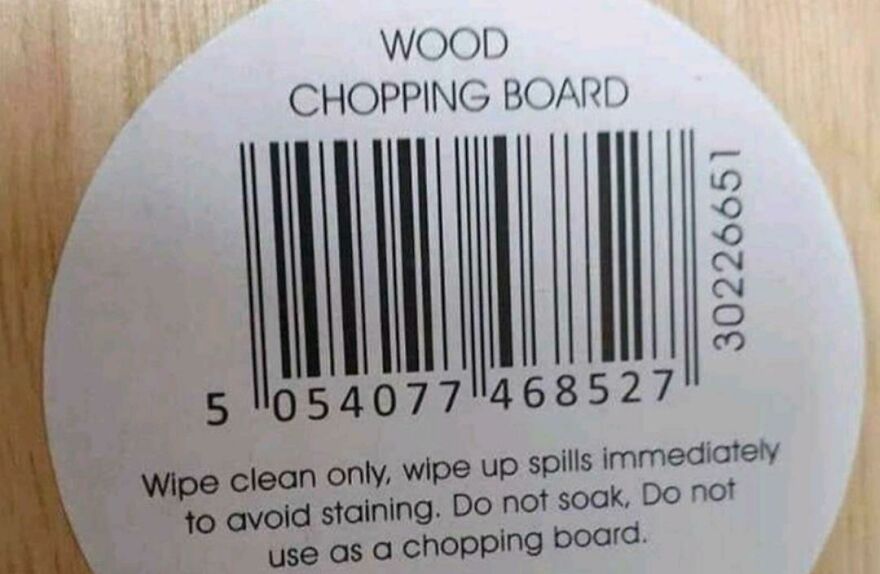 WOOD
CHOPPING BOARD
30226651
5 054077 468527
Wipe clean only, wipe up spills immediately
to avoid staining. Do not soak, Do not
use as a chopping board.